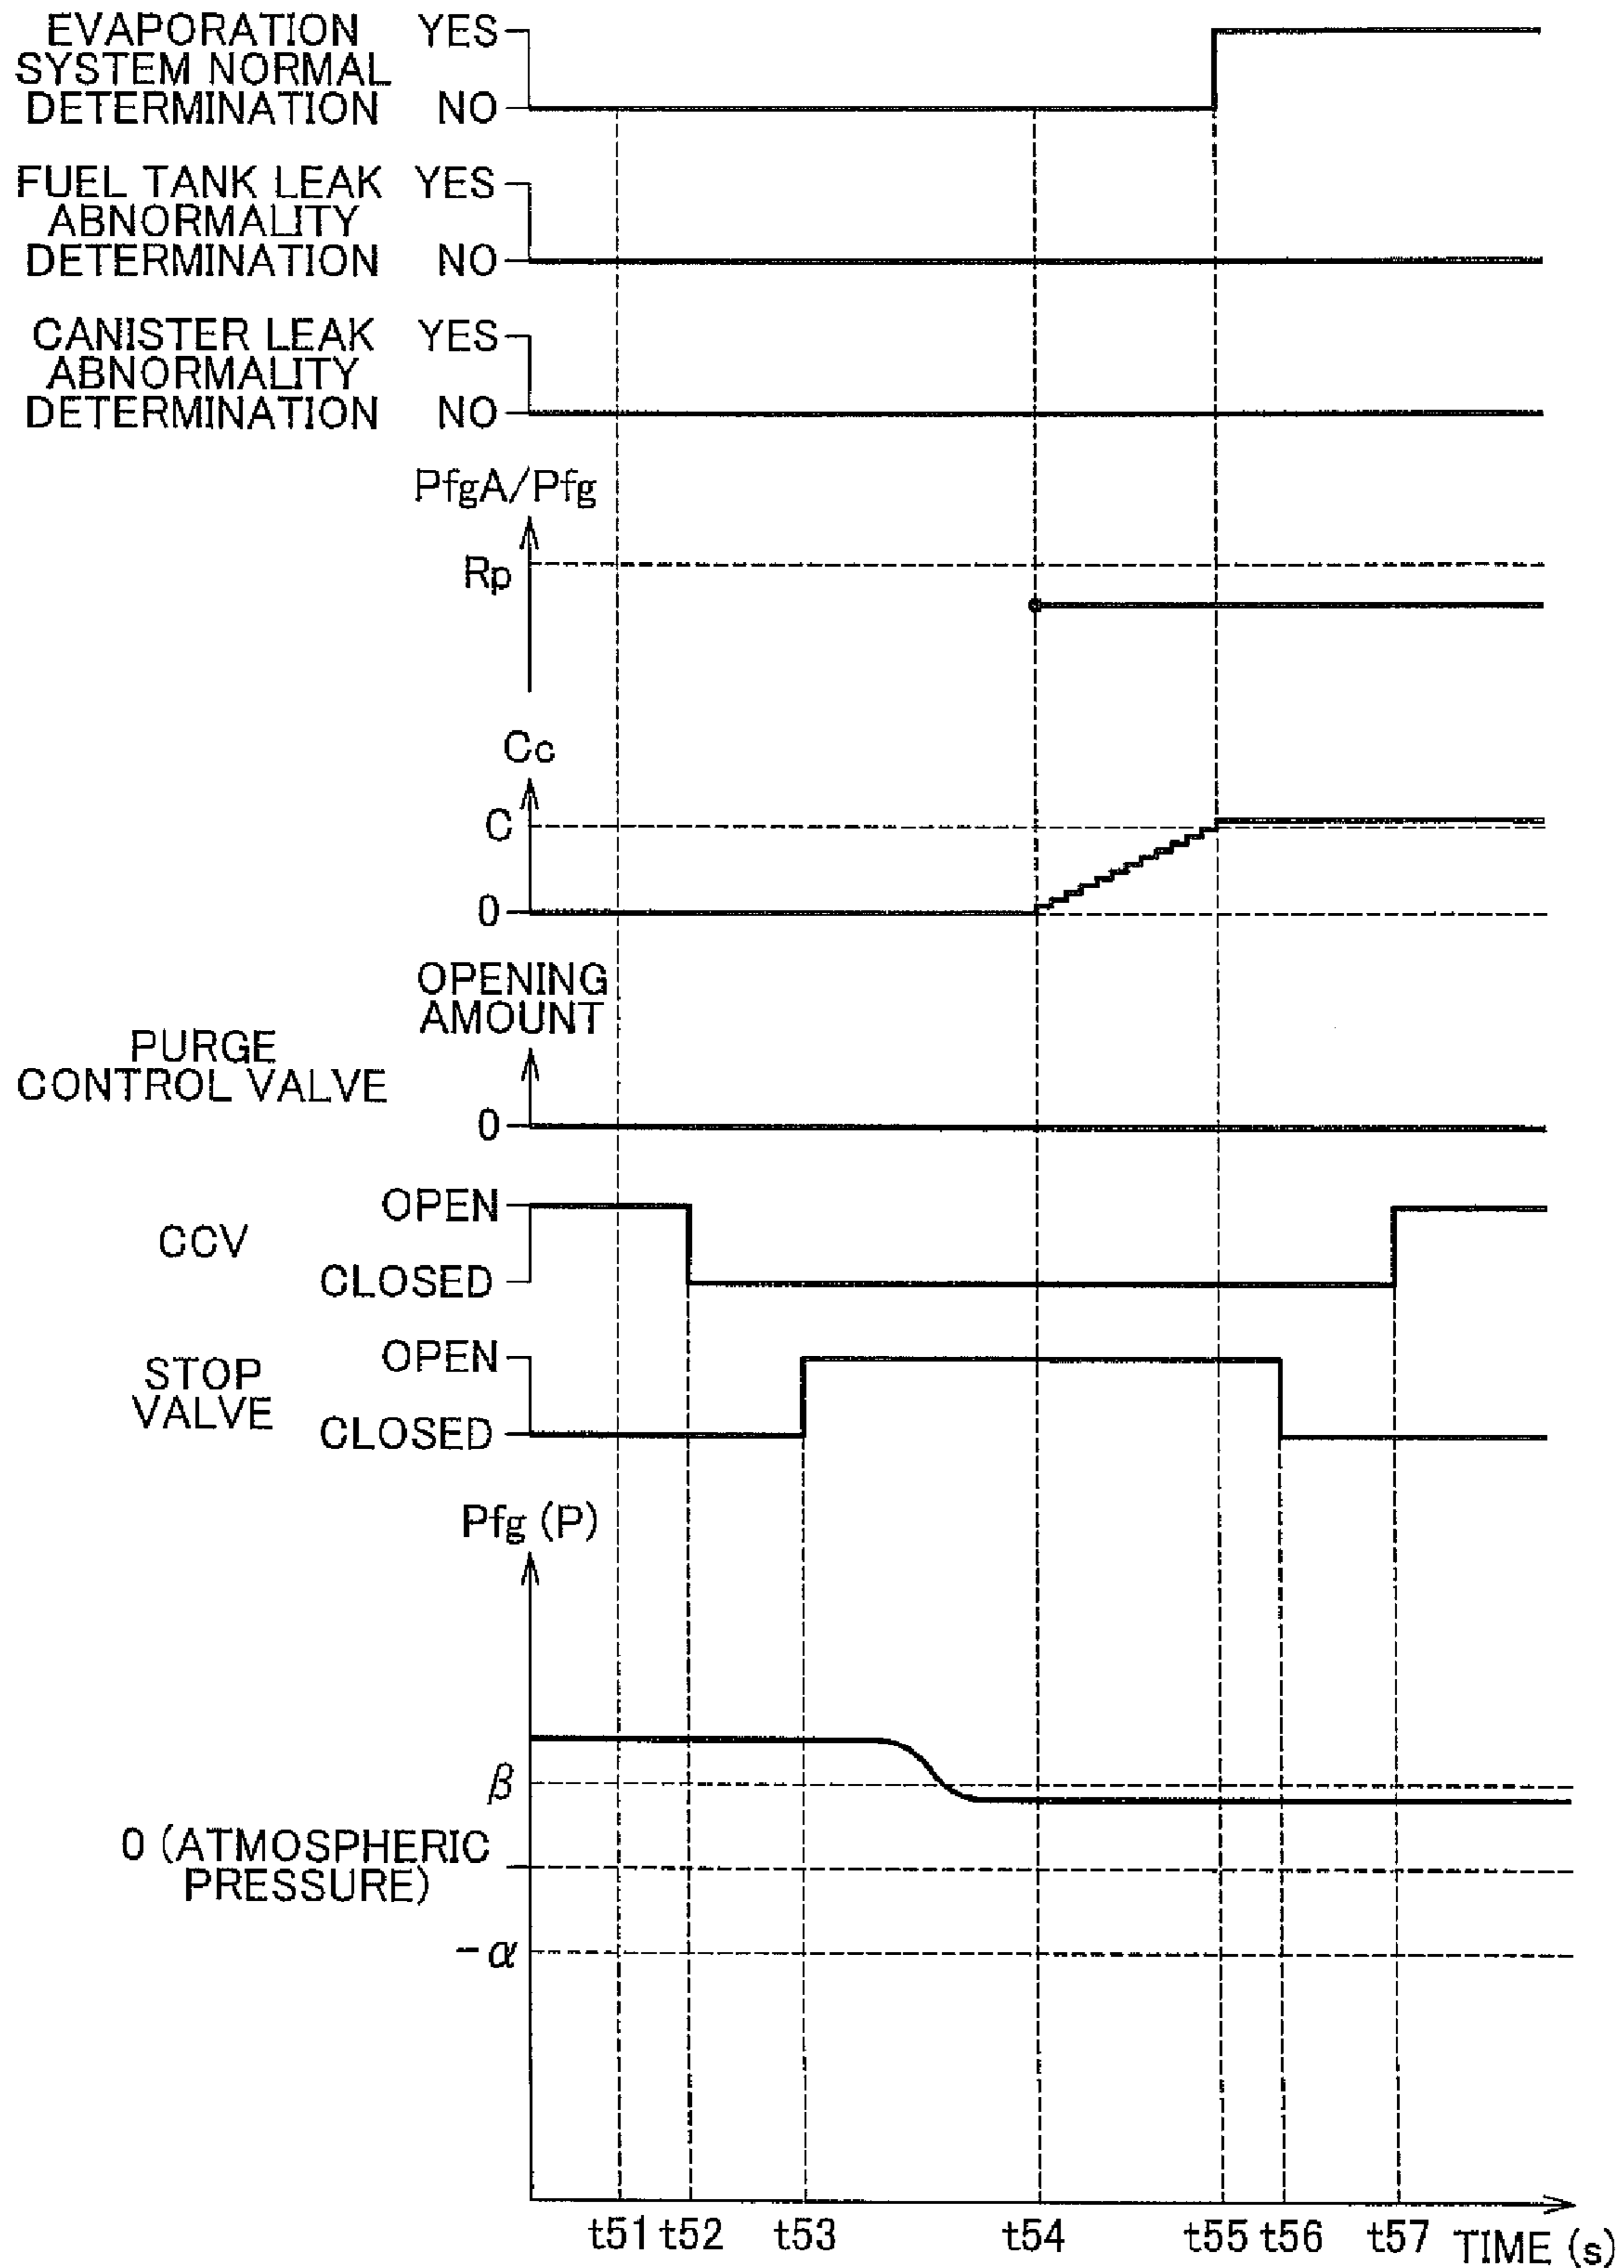 EVAPORATION
SYSTEM NORMAL
DETERMINATION
YES
NO
FUEL TANK LEAK
ABNORMALITY
DETERMINATION
YES
NO
CANISTER LEAK
ABNORMALITY
DETERMINATION
YES
NO
PfgA/Pfg
Rp
Cc
C
0
OPENING
AMOUNT
PURGE
CONTROL VALVE
0
CCV
OPEN
CLOSED
STOP
VALVE
OPEN
CLOSED
Pfg (P)
β
0 (ATMOSPHERIC
PRESSURE)
-α
t51 t52 t53 t54 t55 t56 t57 TIME (s)